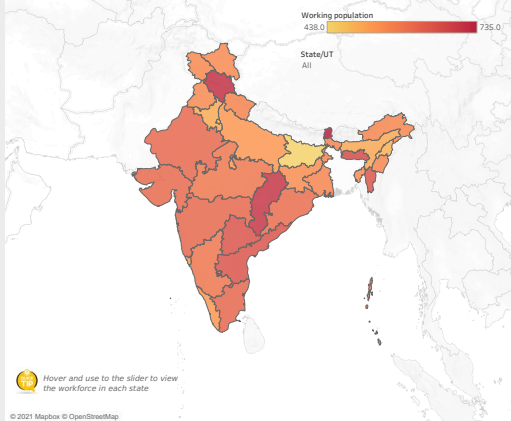 Working population
438.0 735.0
State/UT
All
Hover and use to the slider to view
the workforce in each state
© 2021 Mapbox © OpenStreetMap